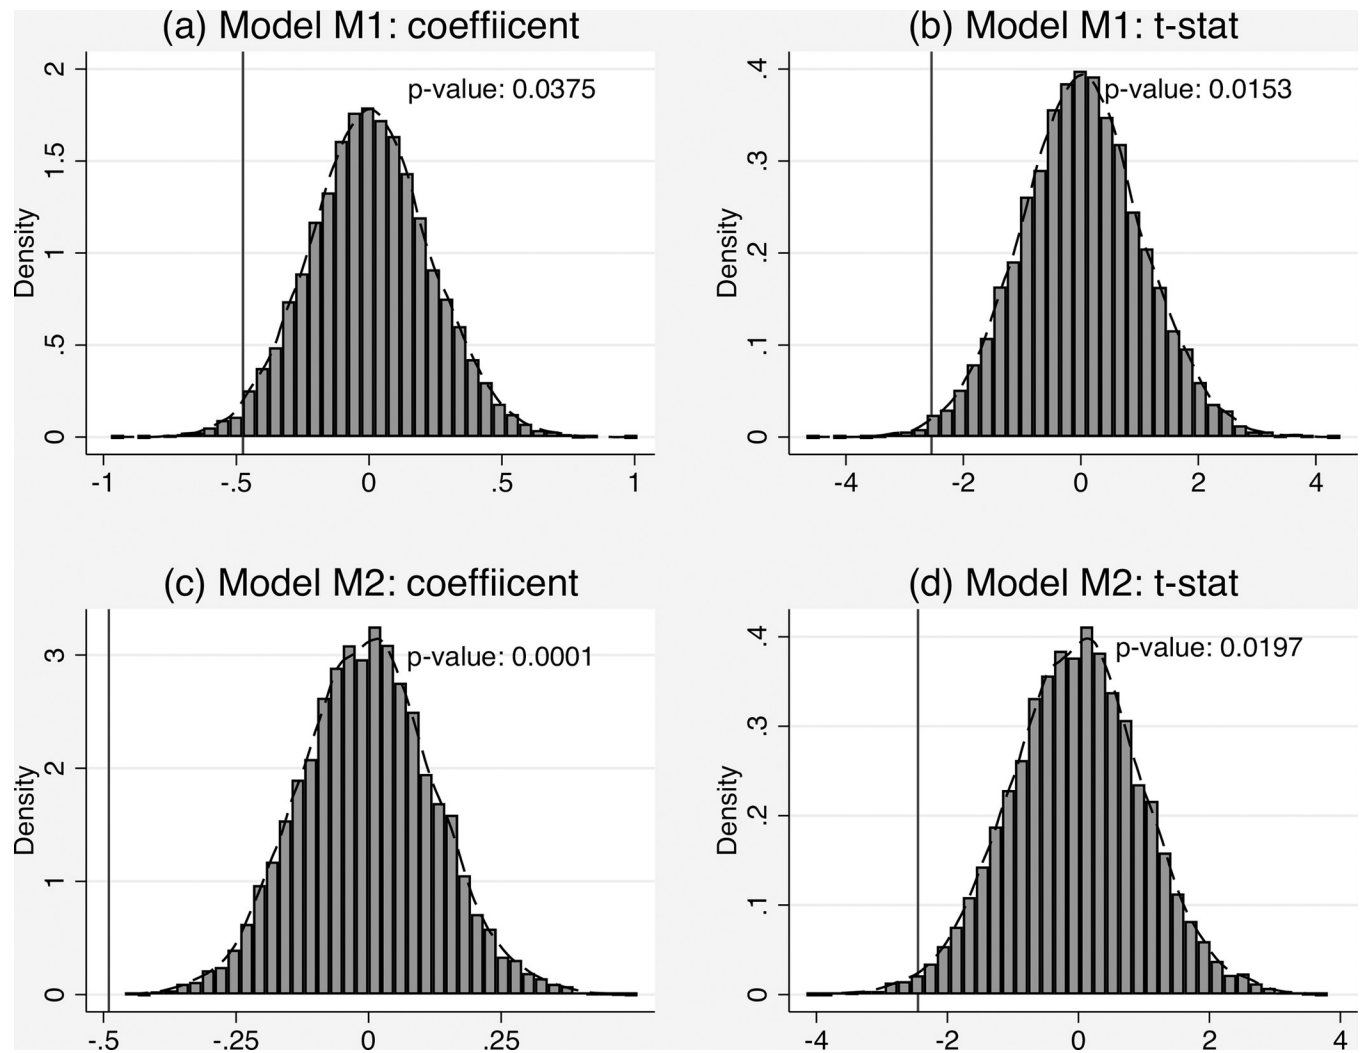 (a) Model M1: coeffiicent
2
1.5
1
.5
0
Density
p-value: 0.0375
-1 -.5 0 .5 1
(b) Model M1: t-stat
.4
.3
.2
.1
0
Density
p-value: 0.0153
-4 -2 0 2 4
(c) Model M2: coeffiicent
3
2
1
0
Density
p-value: 0.0001
-.5 -.25 0 .25
(d) Model M2: t-stat
.4
.3
.2
.1
0
Density
p-value: 0.0197
-4 -2 0 2 4